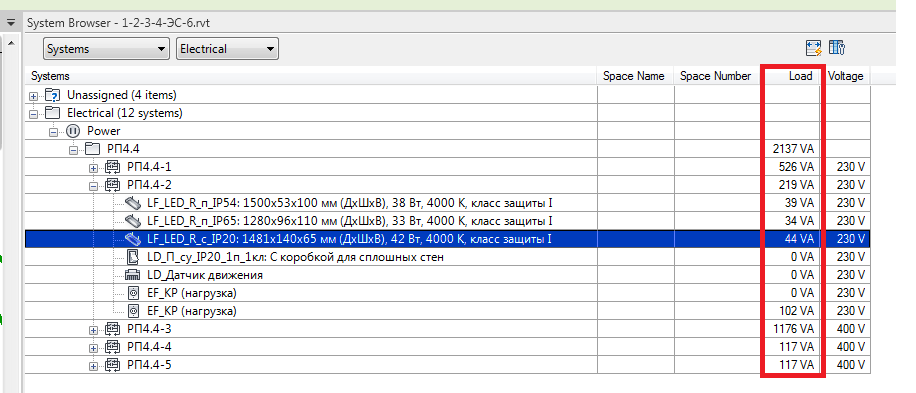 System Browser - 1-2-3-4-ЭС-6.rvt
Systems Electrical
Systems Space Name Space Number Load Voltage
Unassigned (4 items)
Electrical (12 systems)
Power
РП4.4 2137 VA
РП4.4-1 526 VA 230 V
РП4.4-2 219 VA 230 V
LF_LED_R_п_IP54: 1500x53x100 мм (ДхШхВ), 38 Вт, 4000 К, класс защиты I 39 VA 230 V
LF_LED_R_п_IP65: 1280x96x110 мм (ДхШхВ), 33 Вт, 4000 К, класс защиты I 34 VA 230 V
LF_LED_R_с_IP20: 1481x140x65 мм (ДхШхВ), 42 Вт, 4000 К, класс защиты I 44 VA 230 V
LD_П_су_IP20_1п_1кл: С коробкой для сплошных стен 0 VA 230 V
LD_Датчик движения 0 VA 230 V
EF_КР (нагрузка) 0 VA 230 V
EF_КР (нагрузка) 102 VA 230 V
РП4.4-3 1176 VA 400 V
РП4.4-4 117 VA 400 V
РП4.4-5 117 VA 400 V